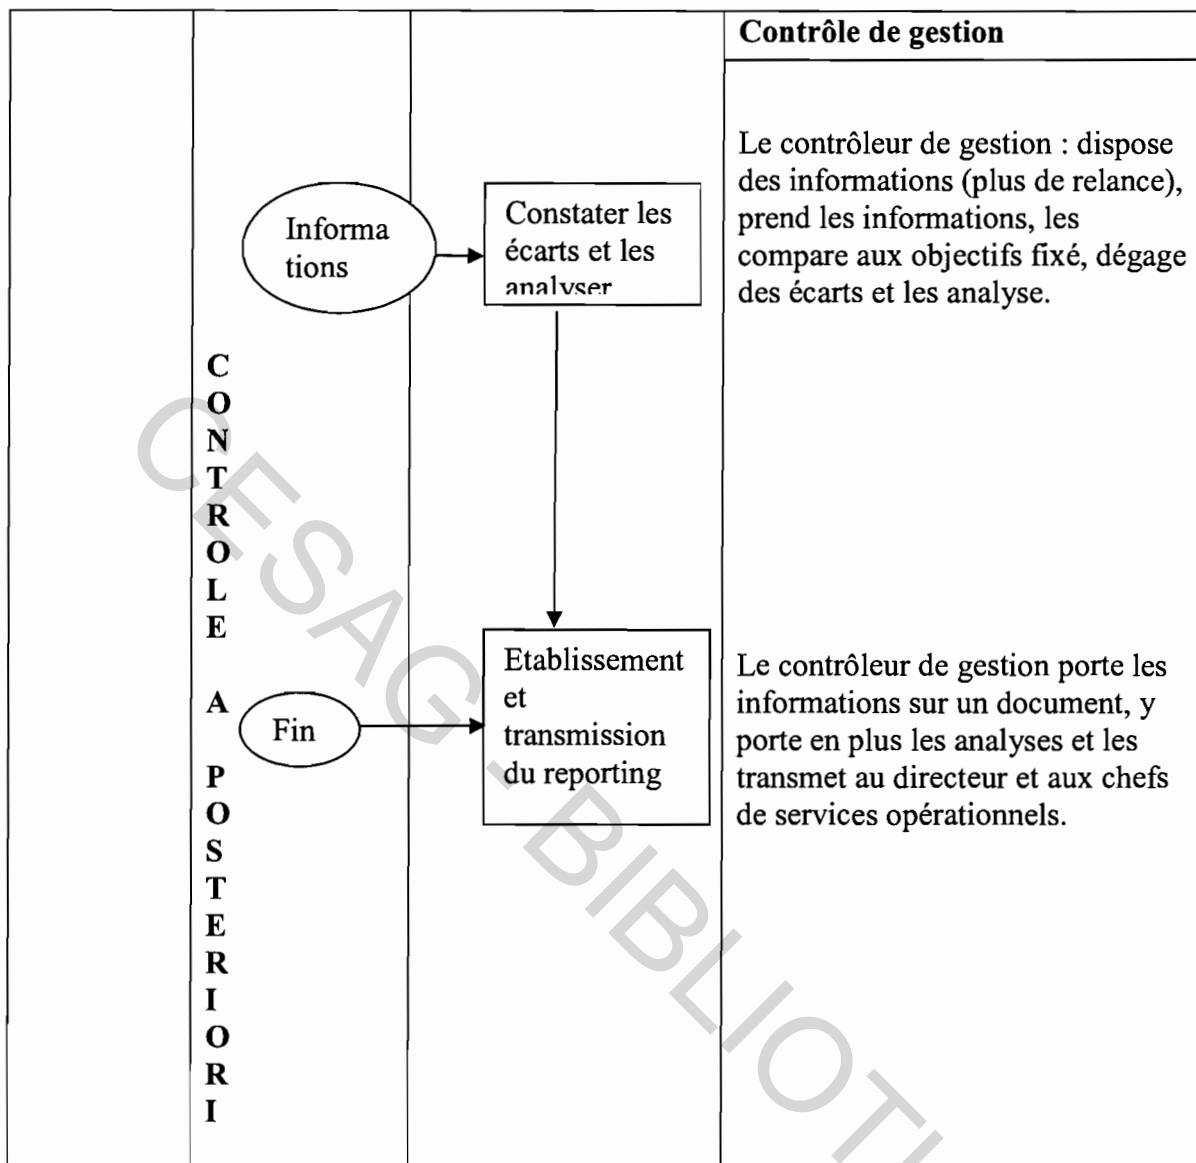 Contrôle de gestion
Le contrôleur de gestion : dispose
des informations (plus de relance),
prend les informations, les
compare aux objectifs fixé, dégage
des écarts et les analyse.
Informa
tions
Constater les
écarts et les
analyser
C
O
N
T
R
O
L
E
A
P
O
S
T
E
R
I
O
R
I
Fin
Etablissement
et
transmission
du reporting
Le contrôleur de gestion porte les
informations sur un document, y
porte en plus les analyses et les
transmet au directeur et aux chefs
de services opérationnels.
CESAG - BIBLIOT